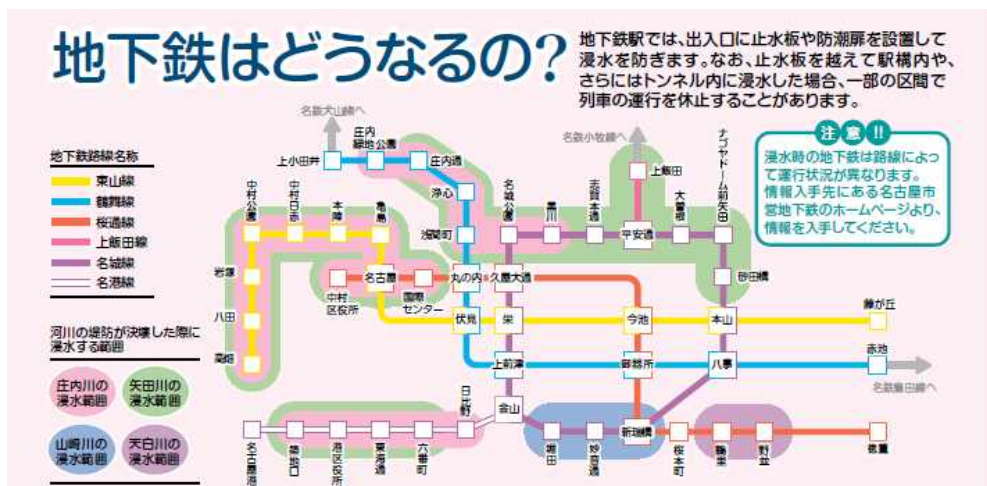 地下鉄はどうなるの?
地下鉄駅では、出入口に止水板や防潮扉を設置して
浸水を防ぎます。なお、止水板を越えて駅構内や、
さらにはトンネル内に浸水した場合、一部の区間で
列車の運行を休止することがあります。
注意!!
浸水時の地下鉄は路線によっ
て運行状況が異なります。
情報入手先にある名古屋市
営地下鉄のホームページより、
情報を入手してください。
地下鉄路線名称
東山線
鶴舞線
桜通線
上飯田線
名城線
名港線
河川の堤防が決壊した際に
浸水する範囲
庄内川の
浸水範囲
矢田川の
浸水範囲
山崎川の
浸水範囲
天白川の
浸水範囲
名鉄犬山線へ
上小田井
庄内
緑地公園
庄内通
浄心
浅間町
名鉄小牧線へ
上飯田
名城公園
黒川
志賀本通
平安通
大曽根
ナゴヤドーム前矢田
砂田橋
中村公園
中村日赤
本陣
亀島
岩塚
八田
高畑
中村
区役所
名古屋
国際
センター
丸の内
久屋大通
伏見
栄
今池
本山
藤が丘
上前津
御器所
八事
赤池
名鉄豊田線へ
金山
日比野
六番町
東海通
港区役所
築地口
名古屋港
堀田
妙音通
新瑞橋
桜本町
鶴里
野並
徳重